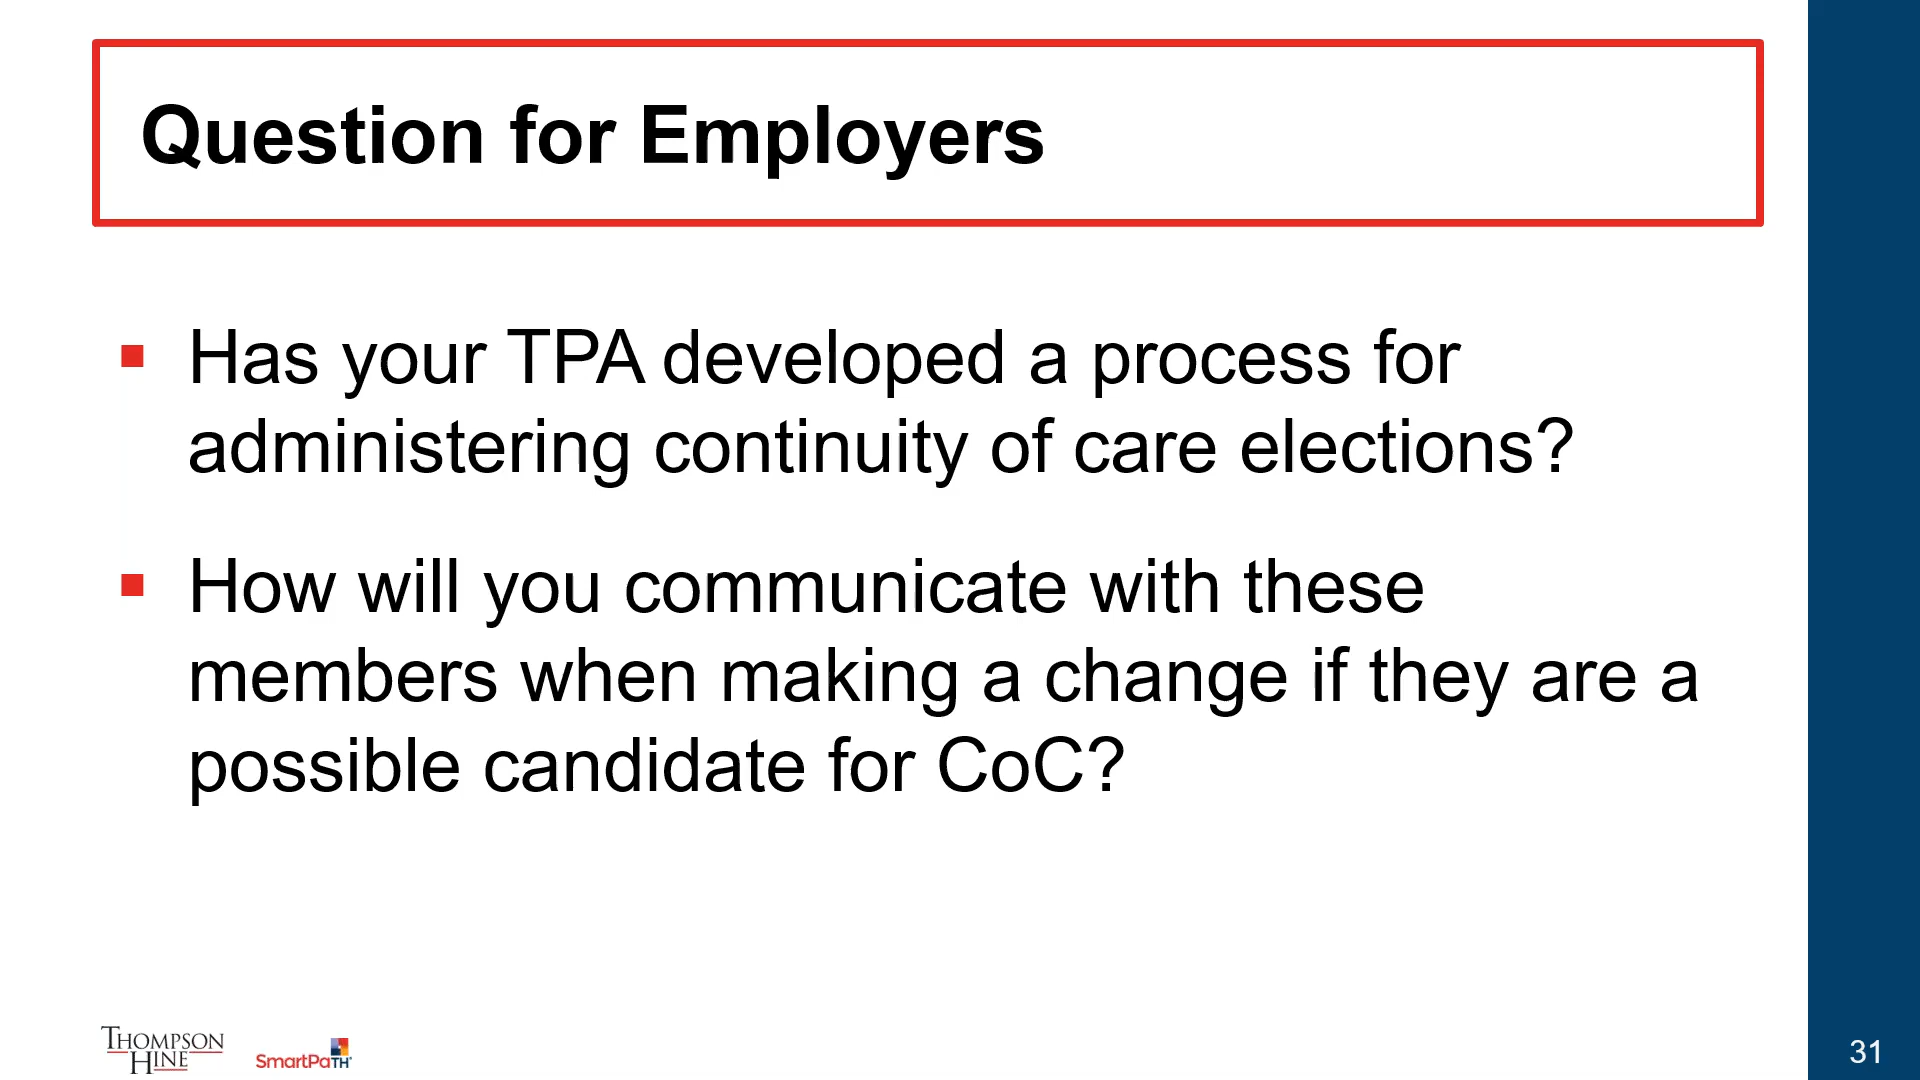 Question for Employers
Has your TPA developed a process for
administering continuity of care elections?
How will you communicate with these
members when making a change if they are a
possible candidate for CoC?
THOMPSON
HINE
SmartPaTH
31